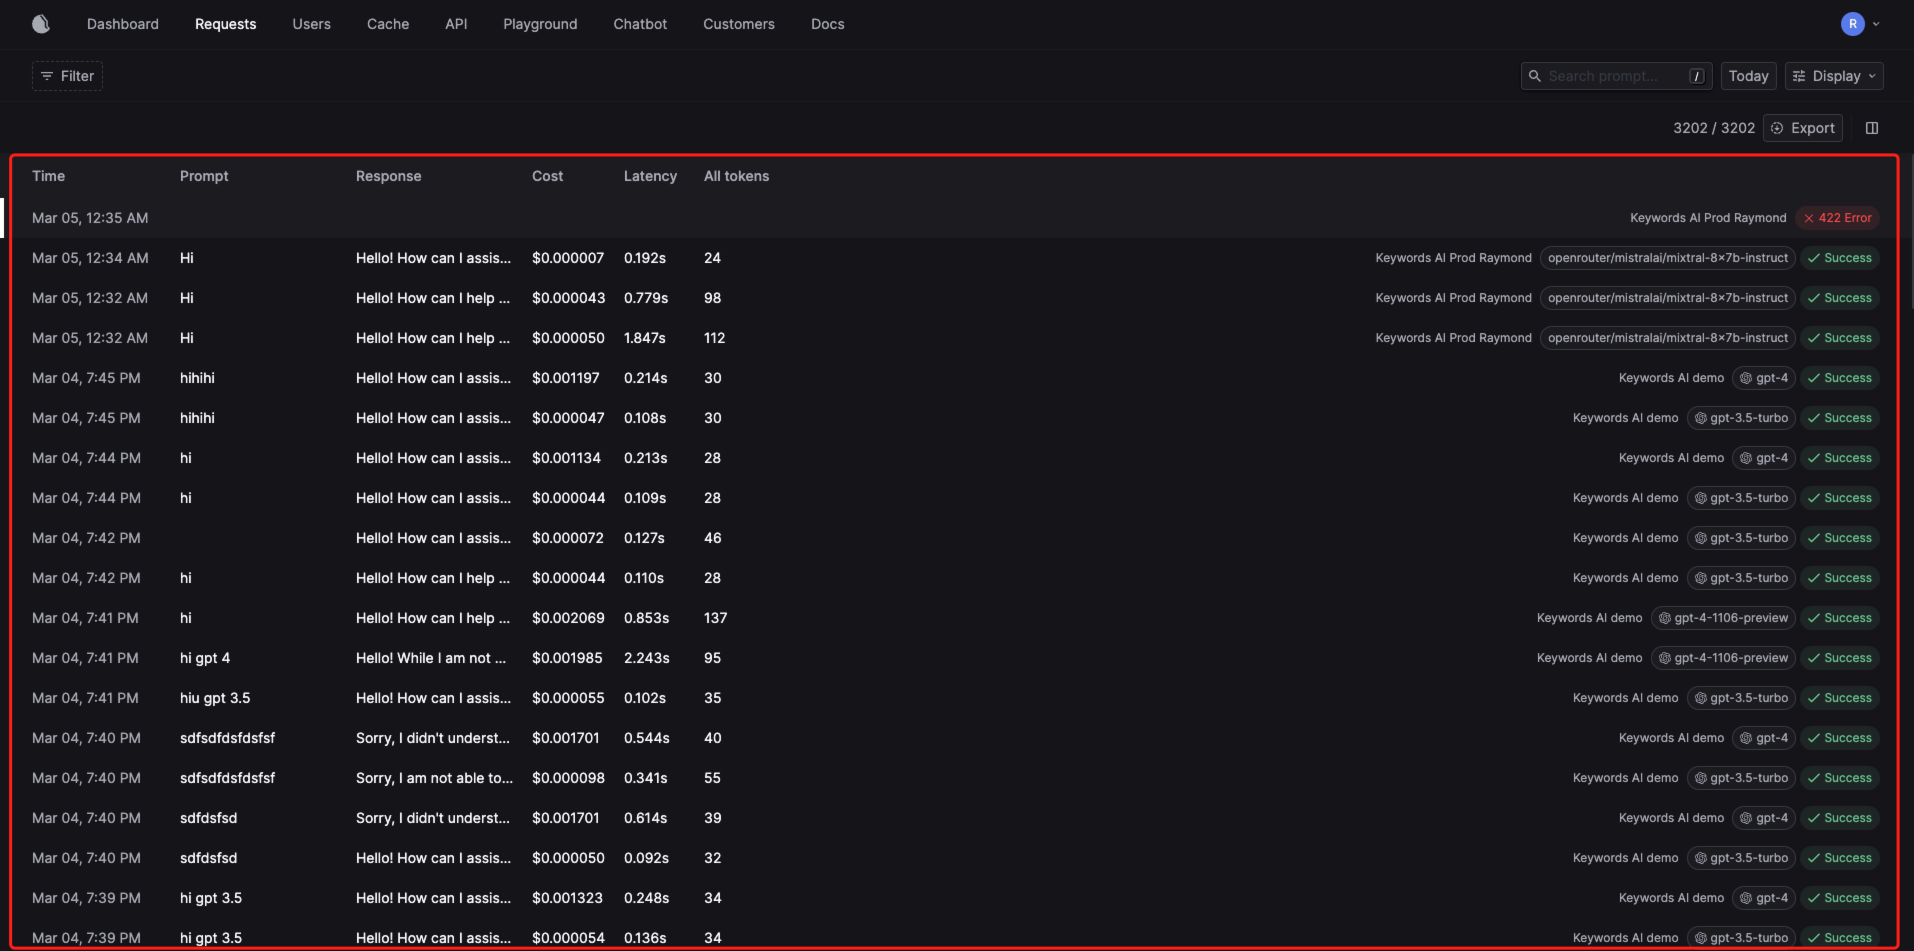 Dashboard Requests Users Cache API Playground Chatbot Customers Docs R
Filter Search prompt... / Today Display
3202 / 3202 Export
Time Prompt Response Cost Latency All tokens
Mar 05, 12:35 AM Keywords AI Prod Raymond 422 Error
Mar 05, 12:34 AM Hi Hello! How can I assis... $0.000007 0.192s 24 Keywords AI Prod Raymond openrouter/mistralai/mixtral-8x7b-instruct Success
Mar 05, 12:32 AM Hi Hello! How can I help ... $0.000043 0.779s 98 Keywords AI Prod Raymond openrouter/mistralai/mixtral-8x7b-instruct Success
Mar 05, 12:32 AM Hi Hello! How can I help ... $0.000050 1.847s 112 Keywords AI Prod Raymond openrouter/mistralai/mixtral-8x7b-instruct Success
Mar 04, 7:45 PM hihihi Hello! How can I assis... $0.001197 0.214s 30 Keywords AI demo gpt-4 Success
Mar 04, 7:45 PM hihihi Hello! How can I assis... $0.000047 0.108s 30 Keywords AI demo gpt-3.5-turbo Success
Mar 04, 7:44 PM hi Hello! How can I assis... $0.001134 0.213s 28 Keywords AI demo gpt-4 Success
Mar 04, 7:44 PM hi Hello! How can I assis... $0.000044 0.109s 28 Keywords AI demo gpt-3.5-turbo Success
Mar 04, 7:42 PM Hello! How can I assis... $0.000072 0.127s 46 Keywords AI demo gpt-3.5-turbo Success
Mar 04, 7:42 PM hi Hello! How can I help ... $0.000044 0.110s 28 Keywords AI demo gpt-3.5-turbo Success
Mar 04, 7:41 PM hi Hello! How can I help ... $0.002069 0.853s 137 Keywords AI demo gpt-4-1106-preview Success
Mar 04, 7:41 PM hi gpt 4 Hello! While I am not ... $0.001985 2.243s 95 Keywords AI demo gpt-4-1106-preview Success
Mar 04, 7:41 PM hiu gpt 3.5 Hello! How can I assis... $0.000055 0.102s 35 Keywords AI demo gpt-3.5-turbo Success
Mar 04, 7:40 PM sdfsdfdsfdsfsf Sorry, I didn't underst... $0.001701 0.544s 40 Keywords AI demo gpt-4 Success
Mar 04, 7:40 PM sdfsdfdsfdsfsf Sorry, I am not able to... $0.000098 0.341s 55 Keywords AI demo gpt-3.5-turbo Success
Mar 04, 7:40 PM sdfdsfsd Sorry, I didn't underst... $0.001701 0.614s 39 Keywords AI demo gpt-4 Success
Mar 04, 7:40 PM sdfdsfsd Hello! How can I assis... $0.000050 0.092s 32 Keywords AI demo gpt-3.5-turbo Success
Mar 04, 7:39 PM hi gpt 3.5 Hello! How can I assis... $0.001323 0.248s 34 Keywords AI demo gpt-4 Success
Mar 04, 7:39 PM hi gpt 3.5 Hello! How can I assis... $0.000054 0.136s 34 Keywords AI demo gpt-3.5-turbo Success